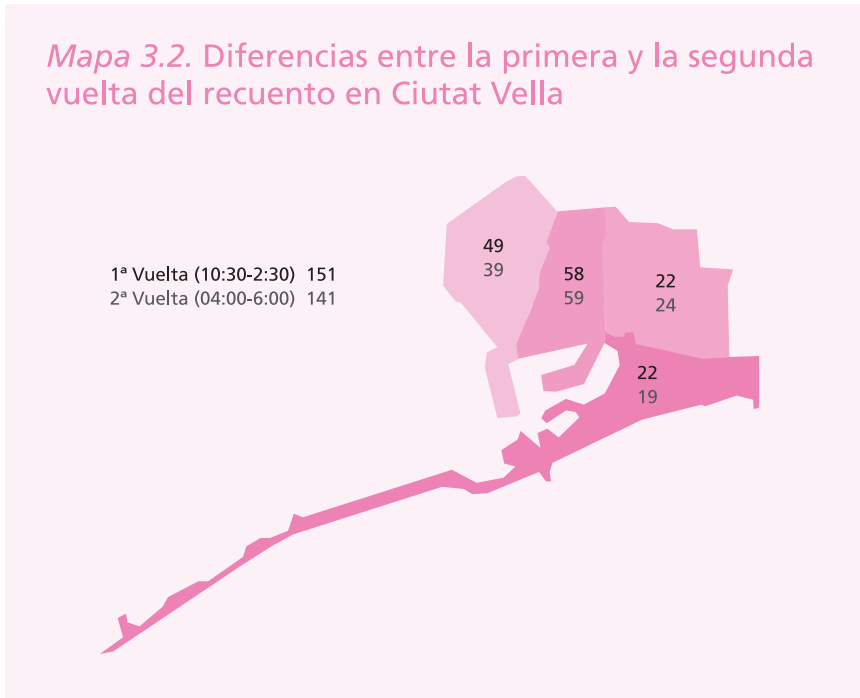 Mapa 3.2. Diferencias entre la primera y la segunda
vuelta del recuento en Ciutat Vella
1ª Vuelta (10:30-2:30) 151
2ª Vuelta (04:00-6:00) 141
49
39
58
59
22
24
22
19